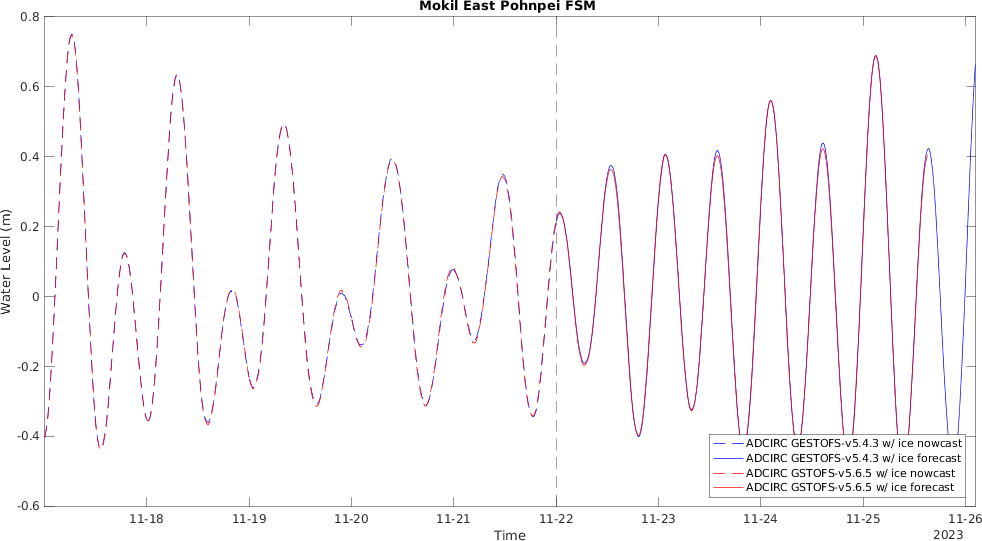 Mokil East Pohnpei FSM
0.8
0.6
0.4
0.2
0
-0.2
-0.4
-0.6
Water Level (m)
ADCIRC GESTOFS-v5.4.3 w/ ice nowcast
ADCIRC GESTOFS-v5.4.3 w/ ice forecast
ADCIRC GSTOFS-v5.6.5 w/ ice nowcast
ADCIRC GSTOFS-v5.6.5 w/ ice forecast
11-18 11-19 11-20 11-21 11-22 11-23 11-24 11-25 11-26
Time
2023